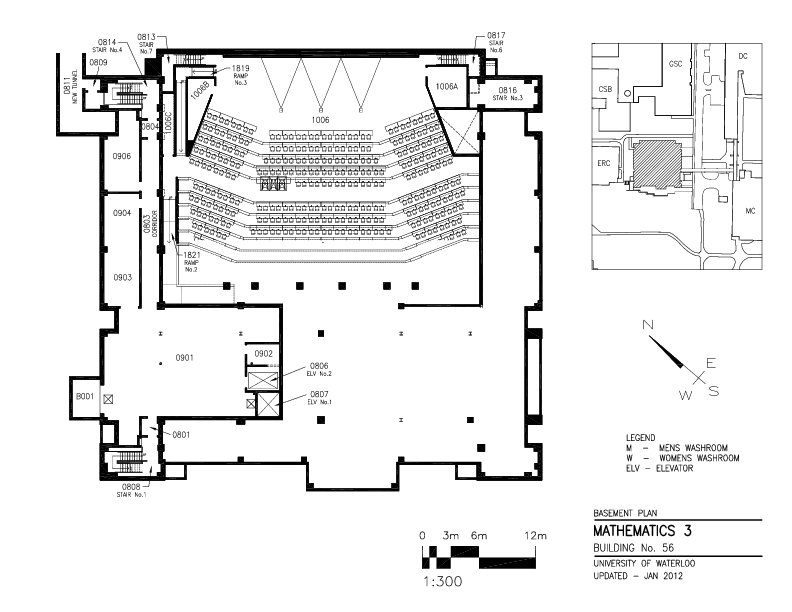 0813
STAIR
No.7
0814
STAIR No.4
0809
0811
NEW TUNNEL
1819
RAMP
No.3
0817
STAIR
No.6
1006B
1006C
1006
1006A
0816
STAIR No.3
0804
0906
0904
0803
CORRIDOR
1821
RAMP
No.2
0903
0901
0902
0806
ELV No.2
0807
ELV No.1
B001
0801
0808
STAIR No.1
GSC
DC
CSB
ERC
MC
N
E
W
S
LEGEND
M – MENS WASHROOM
W – WOMENS WASHROOM
ELV – ELEVATOR
0 3m 6m 12m
1:300
BASEMENT PLAN
MATHEMATICS 3
BUILDING No. 56
UNIVERSITY OF WATERLOO
UPDATED – JAN 2012